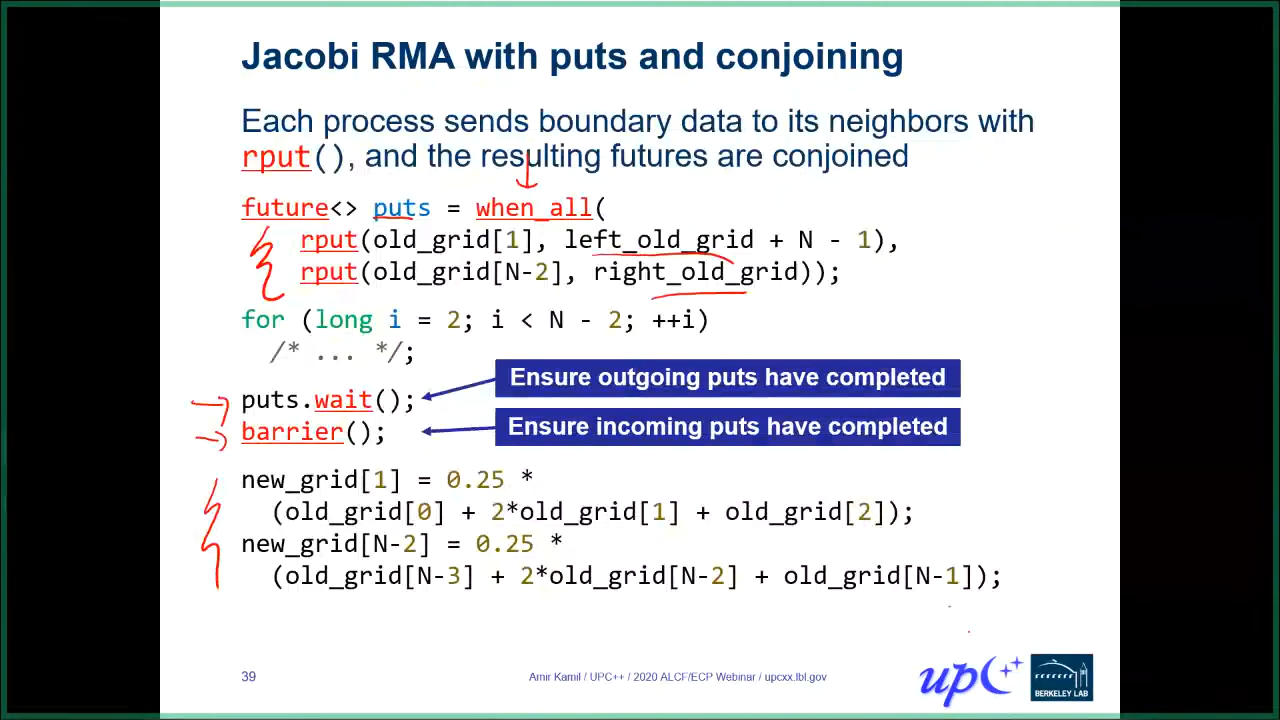 Jacobi RMA with puts and conjoining
Each process sends boundary data to its neighbors with
rput(), and the resulting futures are conjoined
future<> puts = when_all(
rput(old_grid[1], left_old_grid + N - 1),
rput(old_grid[N-2], right_old_grid));
for (long i = 2; i < N - 2; ++i)
/* ... */;
Ensure outgoing puts have completed
puts.wait();
Ensure incoming puts have completed
barrier();
new_grid[1] = 0.25 *
(old_grid[0] + 2*old_grid[1] + old_grid[2]);
new_grid[N-2] = 0.25 *
(old_grid[N-3] + 2*old_grid[N-2] + old_grid[N-1]);
39
Amir Kamil / UPC++ / 2020 ALCF/ECP Webinar / upcxx.lbl.gov
upc++
BERKELEY LAB